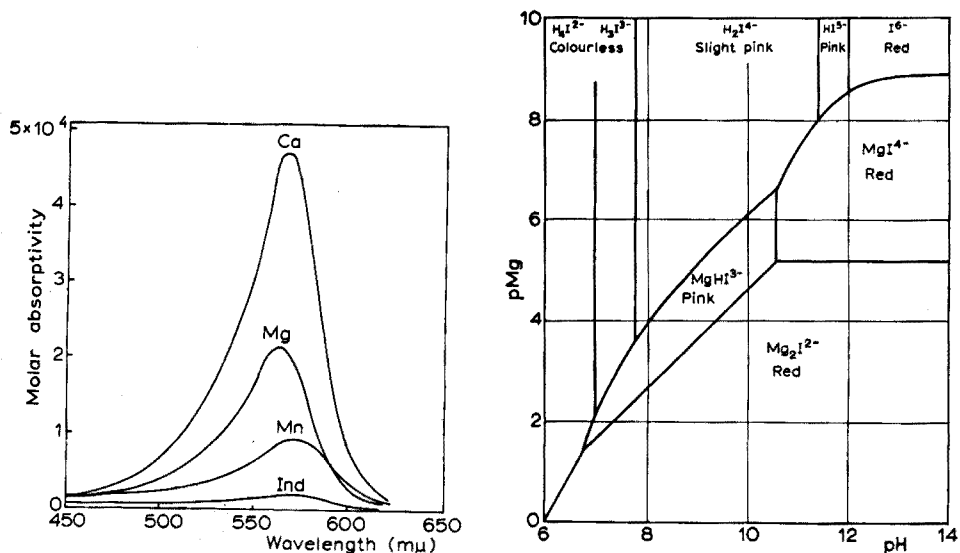 5×10⁴
4
3
2
1
0
Molar absorptivity
Ca
Mg
Mn
Ind
450 500 550 600 650
Wavelength (mμ)
10
8
6
4
2
0
pMg
H₄I²⁻ H₃I³⁻
Colourless
H₂I⁴⁻
Slight pink
HI⁵⁻
Pink
I⁶⁻
Red
MgI⁴⁻
Red
MgHI³⁻
Pink
Mg₂I²⁻
Red
6 8 10 12 14
pH